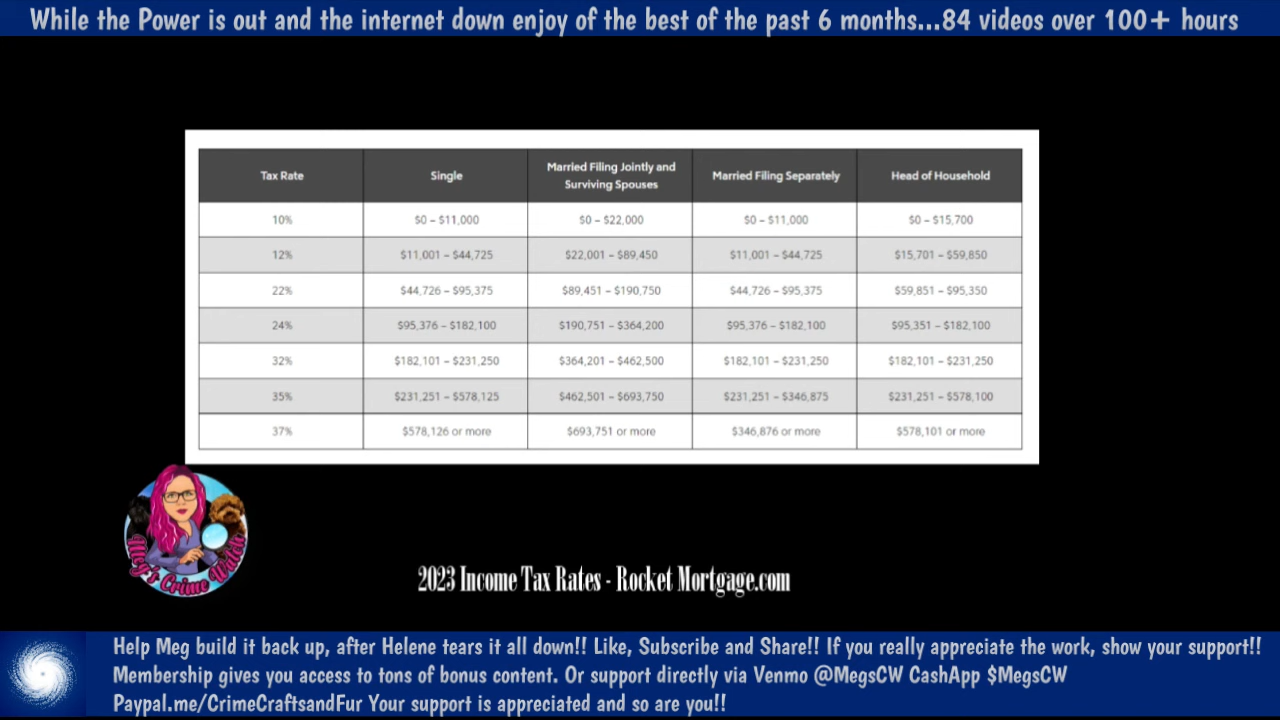 While the Power is out and the internet down enjoy of the best of the past 6 months...84 videos over 100+ hours
Tax Rate Single Married Filing Jointly and Surviving Spouses Married Filing Separately Head of Household
10% $0 – $11,000 $0 – $22,000 $0 – $11,000 $0 – $15,700
12% $11,001 – $44,725 $22,001 – $89,450 $11,001 – $44,725 $15,701 – $59,850
22% $44,726 – $95,375 $89,451 – $190,750 $44,726 – $95,375 $59,851 – $95,350
24% $95,376 – $182,100 $190,751 – $364,200 $95,376 – $182,100 $95,351 – $182,100
32% $182,101 – $231,250 $364,201 – $462,500 $182,101 – $231,250 $182,101 – $231,250
35% $231,251 – $578,125 $462,501 – $693,750 $231,251 – $346,875 $231,251 – $578,100
37% $578,126 or more $693,751 or more $346,876 or more $578,101 or more
Meg's Crime Watch
2023 Income Tax Rates - Rocket Mortgage.com
Help Meg build it back up, after Helene tears it all down!! Like, Subscribe and Share!! If you really appreciate the work, show your support!!
Membership gives you access to tons of bonus content. Or support directly via Venmo @MegsCW CashApp $MegsCW
Paypal.me/CrimeCraftsandFur Your support is appreciated and so are you!!